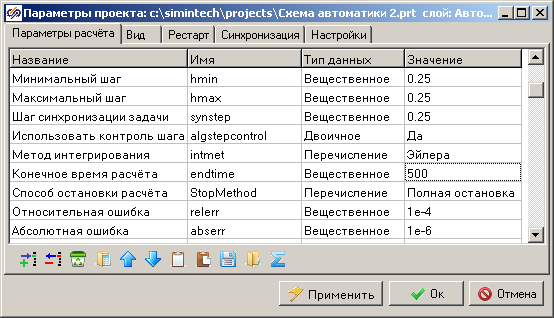 Параметры проекта: c:\simintech\projects\Схема автоматики 2.prt слой: Авто...
Параметры расчёта Вид Рестарт Синхронизация Настройки
Название Имя Тип данных Значение
Минимальный шаг hmin Вещественное 0.25
Максимальный шаг hmax Вещественное 0.25
Шаг синхронизации задачи synstep Вещественное 0.25
Использовать контроль шага algstepcontrol Двоичное Да
Метод интегрирования intmet Перечисление Эйлера
Конечное время расчёта endtime Вещественное 500
Способ остановки расчёта StopMethod Перечисление Полная остановка
Относительная ошибка relerr Вещественное 1e-4
Абсолютная ошибка abserr Вещественное 1e-6
Применить Ок Отмена